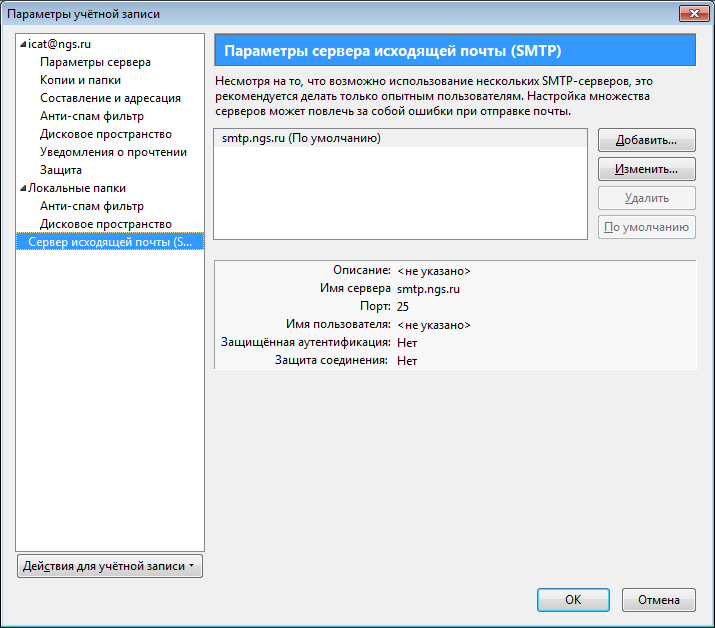 Параметры учётной записи
icat@ngs.ru
Параметры сервера
Копии и папки
Составление и адресация
Анти-спам фильтр
Дисковое пространство
Уведомления о прочтении
Защита
Локальные папки
Анти-спам фильтр
Дисковое пространство
Сервер исходящей почты (S...
Действия для учётной записи
Параметры сервера исходящей почты (SMTP)
Несмотря на то, что возможно использование нескольких SMTP-серверов, это
рекомендуется делать только опытным пользователям. Настройка множества
серверов может повлечь за собой ошибки при отправке почты.
smtp.ngs.ru (По умолчанию)
Добавить...
Изменить...
Удалить
По умолчанию
Описание: <не указано>
Имя сервера smtp.ngs.ru
Порт: 25
Имя пользователя: <не указано>
Защищённая аутентификация: Нет
Защита соединения: Нет
OK
Отмена